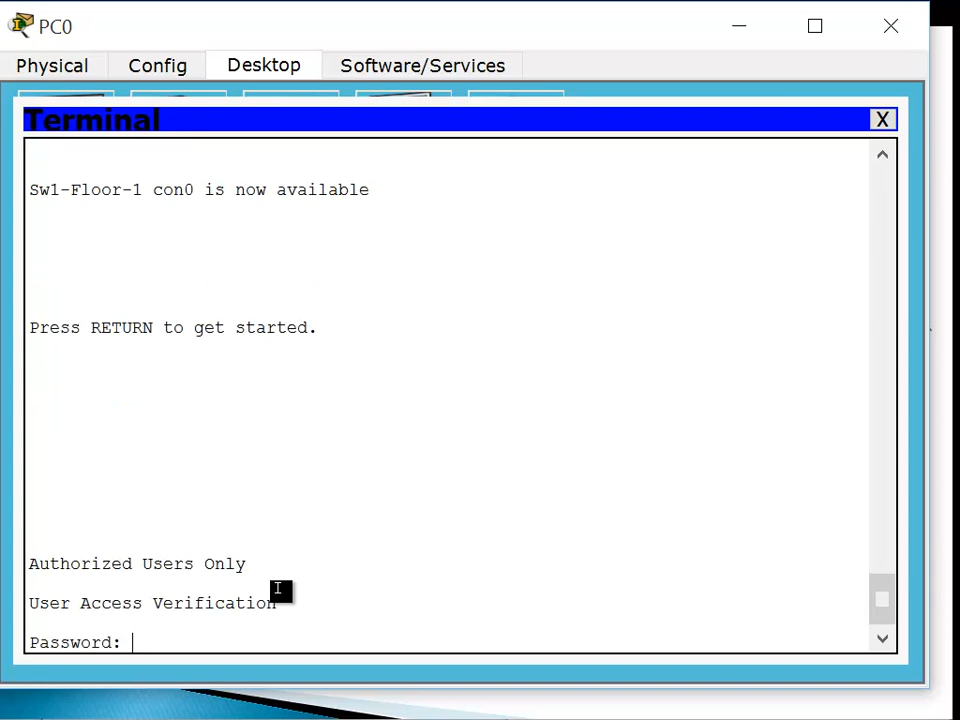 PC0
Physical Config Desktop Software/Services
Terminal X
Sw1-Floor-1 con0 is now available
Press RETURN to get started.
Authorized Users Only
User Access Verification
Password: